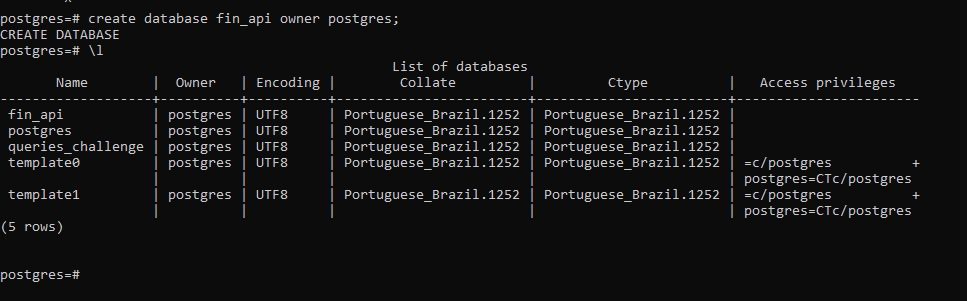 postgres=# create database fin_api owner postgres;
CREATE DATABASE
postgres=# \l
                                                 List of databases
       Name        |  Owner   | Encoding |        Collate         |         Ctype          |   Access privileges
-------------------+----------+----------+------------------------+------------------------+-----------------------
 fin_api           | postgres | UTF8     | Portuguese_Brazil.1252 | Portuguese_Brazil.1252 |
 postgres          | postgres | UTF8     | Portuguese_Brazil.1252 | Portuguese_Brazil.1252 |
 queries_challenge | postgres | UTF8     | Portuguese_Brazil.1252 | Portuguese_Brazil.1252 |
 template0         | postgres | UTF8     | Portuguese_Brazil.1252 | Portuguese_Brazil.1252 | =c/postgres          +
                   |          |          |                        |                        | postgres=CTc/postgres
 template1         | postgres | UTF8     | Portuguese_Brazil.1252 | Portuguese_Brazil.1252 | =c/postgres          +
                   |          |          |                        |                        | postgres=CTc/postgres
(5 rows)
postgres=#